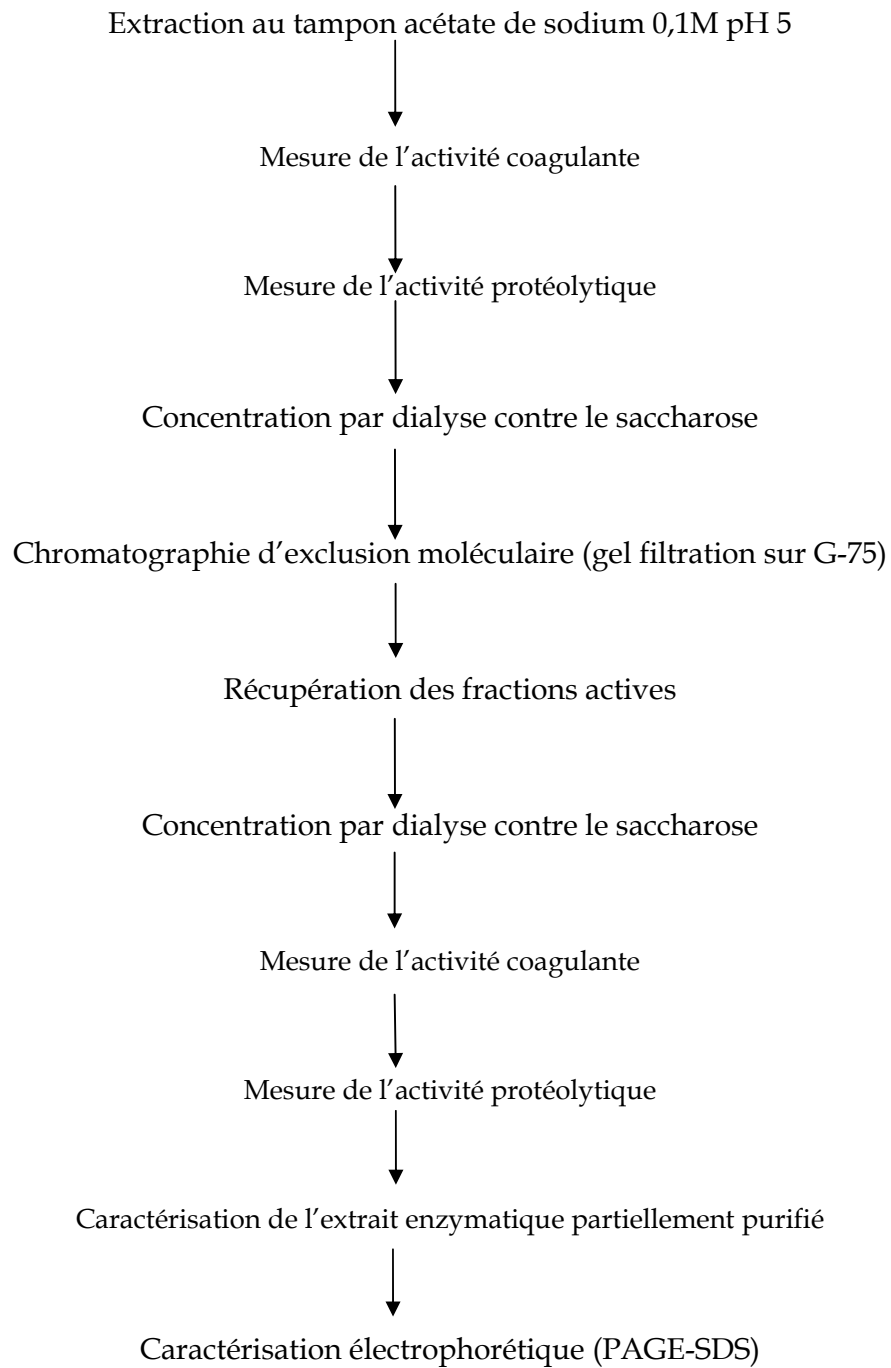 Extraction au tampon acétate de sodium 0,1M pH 5
Mesure de l’activité coagulante
Mesure de l’activité protéolytique
Concentration par dialyse contre le saccharose
Chromatographie d’exclusion moléculaire (gel filtration sur G-75)
Récupération des fractions actives
Concentration par dialyse contre le saccharose
Mesure de l’activité coagulante
Mesure de l’activité protéolytique
Caractérisation de l’extrait enzymatique partiellement purifié
Caractérisation électrophorétique (PAGE-SDS)